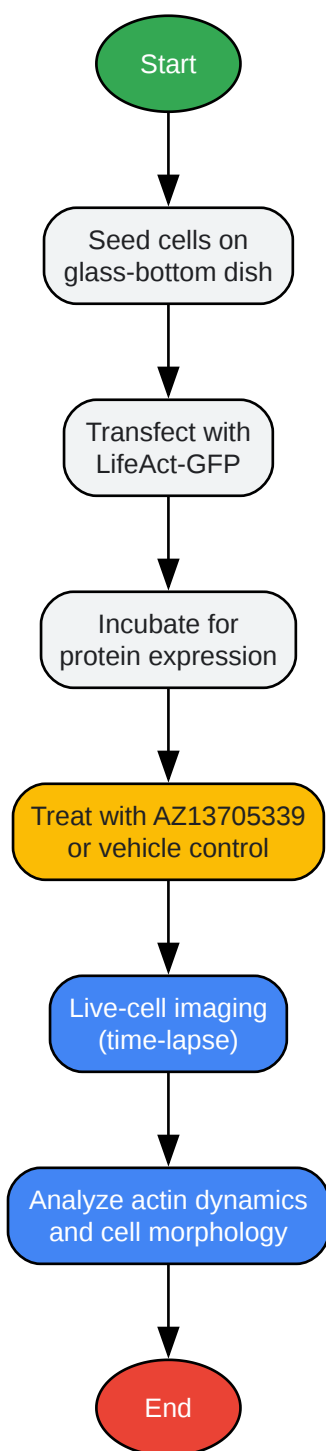 Start
Seed cells on
glass-bottom dish
Transfect with
LifeAct-GFP
Incubate for
protein expression
Treat with AZ13705339
or vehicle control
Live-cell imaging
(time-lapse)
Analyze actin dynamics
and cell morphology
End